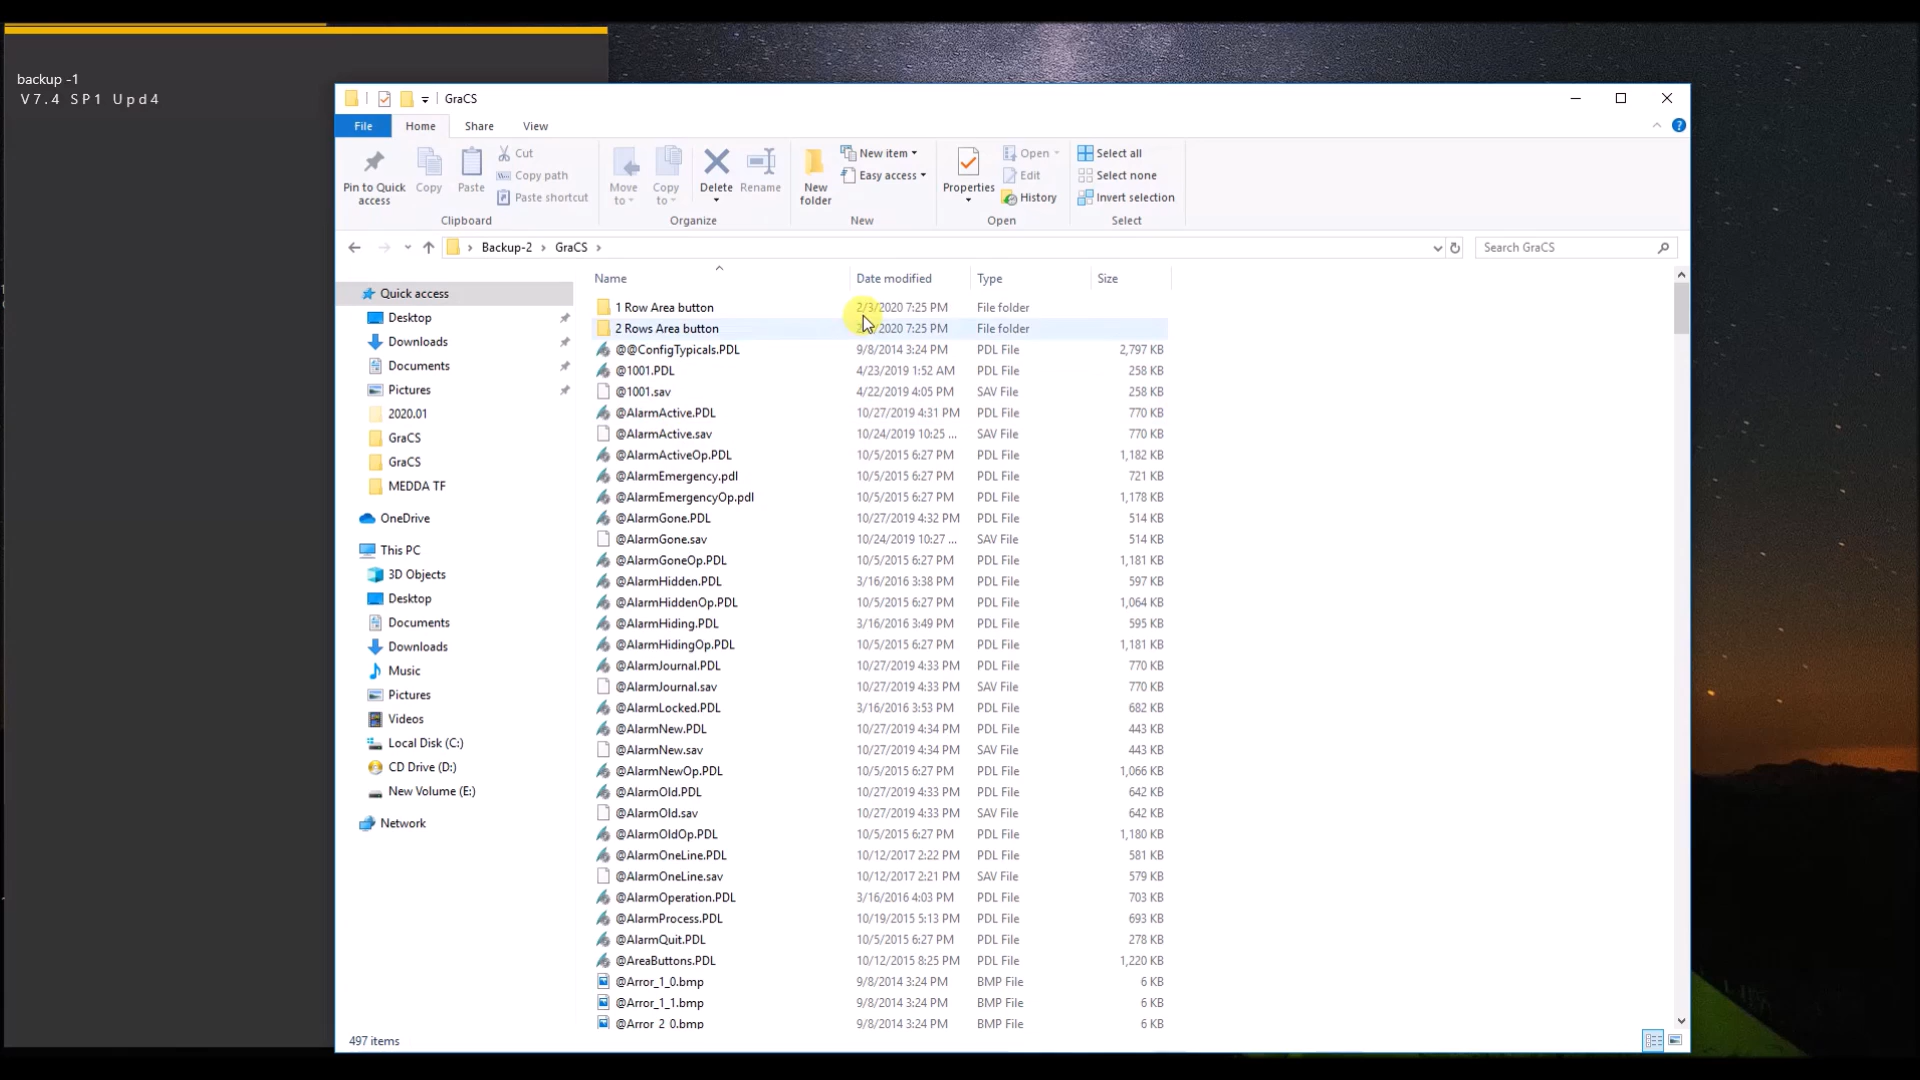 backup -1
V7.4 SP1 Upd4
GraCS
File Home Share View
Pin to Quick access
Copy
Paste
Cut
Copy path
Paste shortcut
Clipboard
Move to
Copy to
Delete
Rename
Organize
New folder
New item
Easy access
New
Properties
Open
Edit
History
Open
Select all
Select none
Invert selection
Select
Backup-2 GraCS
Search GraCS
Quick access
Desktop
Downloads
Documents
Pictures
2020.01
GraCS
GraCS
MEDDA TF
OneDrive
This PC
3D Objects
Desktop
Documents
Downloads
Music
Pictures
Videos
Local Disk (C:)
CD Drive (D:)
New Volume (E:)
Network
Name Date modified Type Size
1 Row Area button 2/3/2020 7:25 PM File folder
2 Rows Area button 2020 7:25 PM File folder
@@ConfigTypicals.PDL 9/8/2014 3:24 PM PDL File 2,797 KB
@1001.PDL 4/23/2019 1:52 AM PDL File 258 KB
@1001.sav 4/22/2019 4:05 PM SAV File 258 KB
@AlarmActive.PDL 10/27/2019 4:31 PM PDL File 770 KB
@AlarmActive.sav 10/24/2019 10:25 ... SAV File 770 KB
@AlarmActiveOp.PDL 10/5/2015 6:27 PM PDL File 1,182 KB
@AlarmEmergency.pdl 10/5/2015 6:27 PM PDL File 721 KB
@AlarmEmergencyOp.pdl 10/5/2015 6:27 PM PDL File 1,178 KB
@AlarmGone.PDL 10/27/2019 4:32 PM PDL File 514 KB
@AlarmGone.sav 10/24/2019 10:27 ... SAV File 514 KB
@AlarmGoneOp.PDL 10/5/2015 6:27 PM PDL File 1,181 KB
@AlarmHidden.PDL 3/16/2016 3:38 PM PDL File 597 KB
@AlarmHiddenOp.PDL 10/5/2015 6:27 PM PDL File 1,064 KB
@AlarmHiding.PDL 3/16/2016 3:49 PM PDL File 595 KB
@AlarmHidingOp.PDL 10/5/2015 6:27 PM PDL File 1,181 KB
@AlarmJournal.PDL 10/27/2019 4:33 PM PDL File 770 KB
@AlarmJournal.sav 10/27/2019 4:33 PM SAV File 770 KB
@AlarmLocked.PDL 3/16/2016 3:53 PM PDL File 682 KB
@AlarmNew.PDL 10/27/2019 4:34 PM PDL File 443 KB
@AlarmNew.sav 10/27/2019 4:34 PM SAV File 443 KB
@AlarmNewOp.PDL 10/5/2015 6:27 PM PDL File 1,066 KB
@AlarmOld.PDL 10/27/2019 4:33 PM PDL File 642 KB
@AlarmOld.sav 10/27/2019 4:33 PM SAV File 642 KB
@AlarmOldOp.PDL 10/5/2015 6:27 PM PDL File 1,180 KB
@AlarmOneLine.PDL 10/12/2017 2:22 PM PDL File 581 KB
@AlarmOneLine.sav 10/12/2017 2:21 PM SAV File 579 KB
@AlarmOperation.PDL 3/16/2016 4:03 PM PDL File 703 KB
@AlarmProcess.PDL 10/19/2015 5:13 PM PDL File 693 KB
@AlarmQuit.PDL 10/5/2015 6:27 PM PDL File 278 KB
@AreaButtons.PDL 10/12/2015 8:25 PM PDL File 1,220 KB
@Arror_1_0.bmp 9/8/2014 3:24 PM BMP File 6 KB
@Arror_1_1.bmp 9/8/2014 3:24 PM BMP File 6 KB
@Arror_2_0.bmp 9/8/2014 3:24 PM BMP File 6 KB
497 items